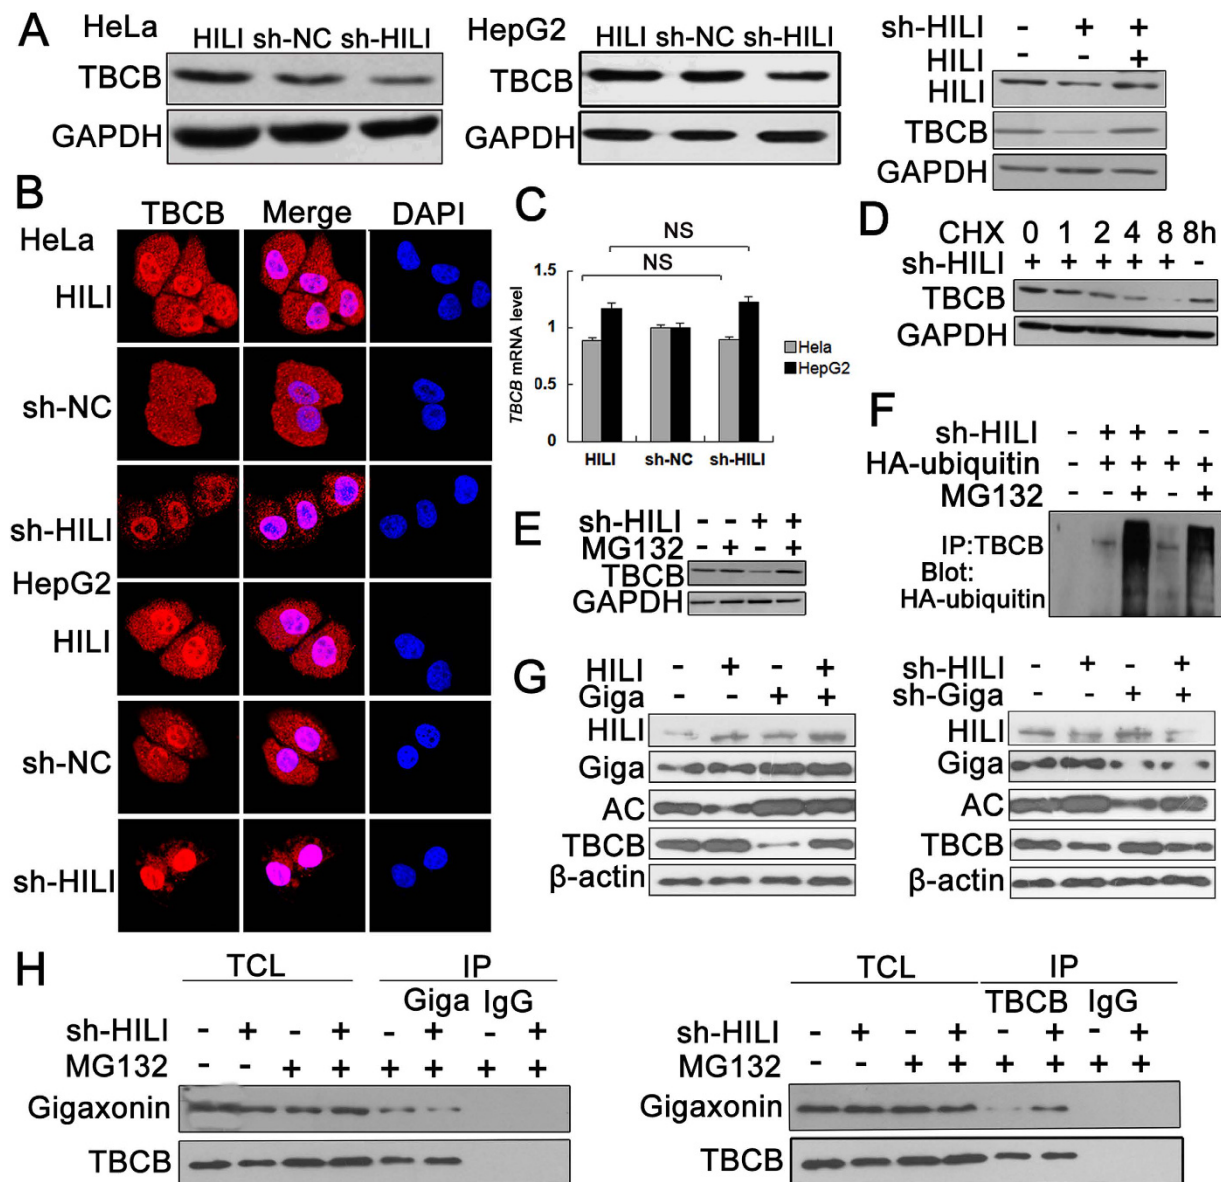 A
HeLa
HILI sh-NC sh-HILI
TBCB
GAPDH
HepG2
HILI sh-NC sh-HILI
TBCB
GAPDH
sh-HILI - + +
HILI - - +
HILI
TBCB
GAPDH
B
TBCB Merge DAPI
HeLa
HILI
sh-NC
sh-HILI
HepG2
HILI
sh-NC
sh-HILI
C
NS
NS
TBCB mRNA level
1.5
1
0.5
0
HILI sh-NC sh-HILI
Hela
HepG2
D
CHX 0 1 2 4 8 8h
sh-HILI + + + + + -
TBCB
GAPDH
E
sh-HILI - - + +
MG132 - + - +
TBCB
GAPDH
F
sh-HILI - + + - -
HA-ubiquitin - + + + +
MG132 - - + - +
IP:TBCB
Blot:
HA-ubiquitin
G
HILI - + - +
Giga - - + +
HILI
Giga
AC
TBCB
β-actin
sh-HILI - + - +
sh-Giga - - + +
HILI
Giga
AC
TBCB
β-actin
H
TCL IP
Giga IgG
sh-HILI - + - + - + - +
MG132 - - + + + + + +
Gigaxonin
TBCB
TCL IP
TBCB IgG
sh-HILI - + - + - + - +
MG132 - - + + + + + +
Gigaxonin
TBCB